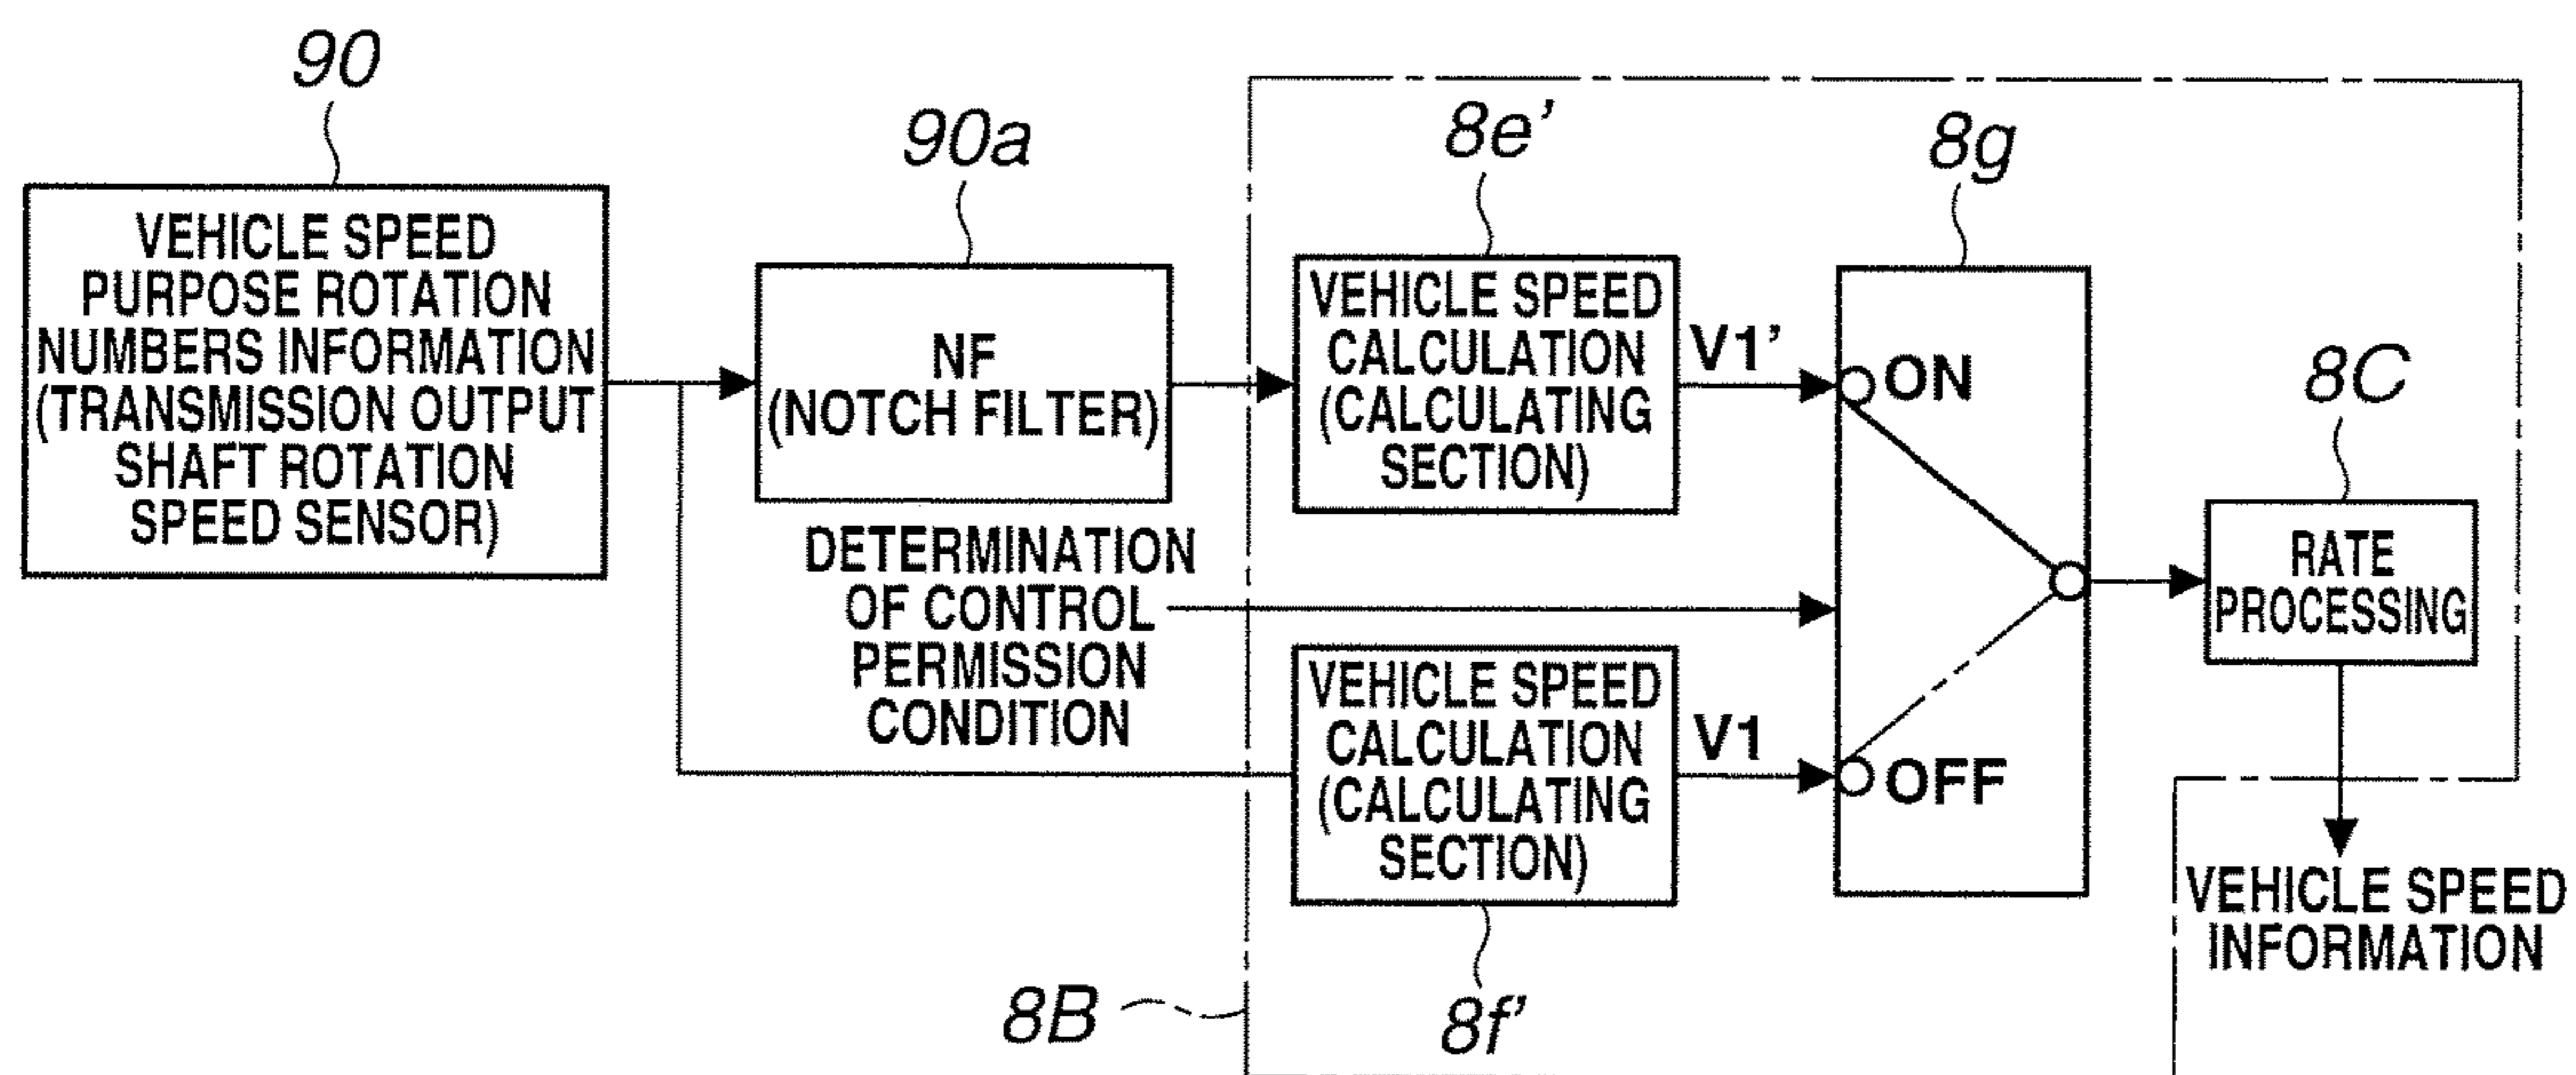 90
VEHICLE SPEED
PURPOSE ROTATION
NUMBERS INFORMATION
(TRANSMISSION OUTPUT
SHAFT ROTATION
SPEED SENSOR)
90a
NF
(NOTCH FILTER)
DETERMINATION
OF CONTROL
PERMISSION
CONDITION
8B
8e’
VEHICLE SPEED
CALCULATION
(CALCULATING
SECTION)
V1’
VEHICLE SPEED
CALCULATION
(CALCULATING
SECTION)
V1
8f’
8g
ON
OFF
8C
RATE
PROCESSING
VEHICLE SPEED
INFORMATION